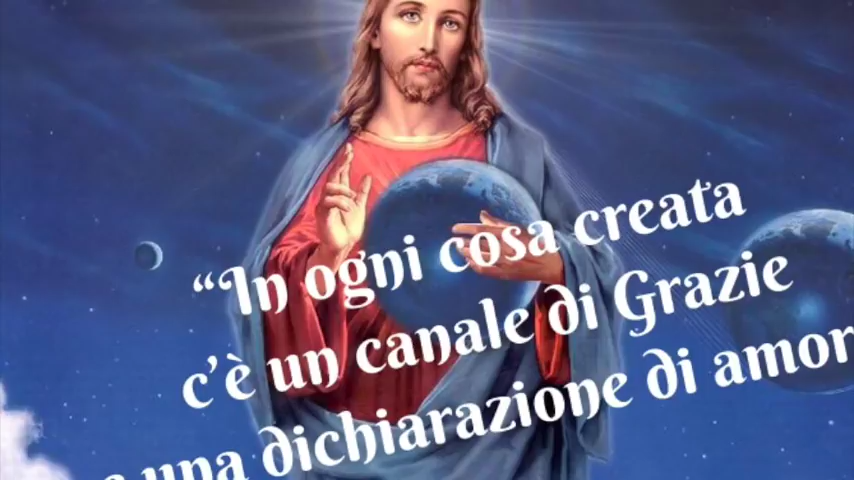 “In ogni cosa creata
c’è un canale di Grazie
una dichiarazione di amor